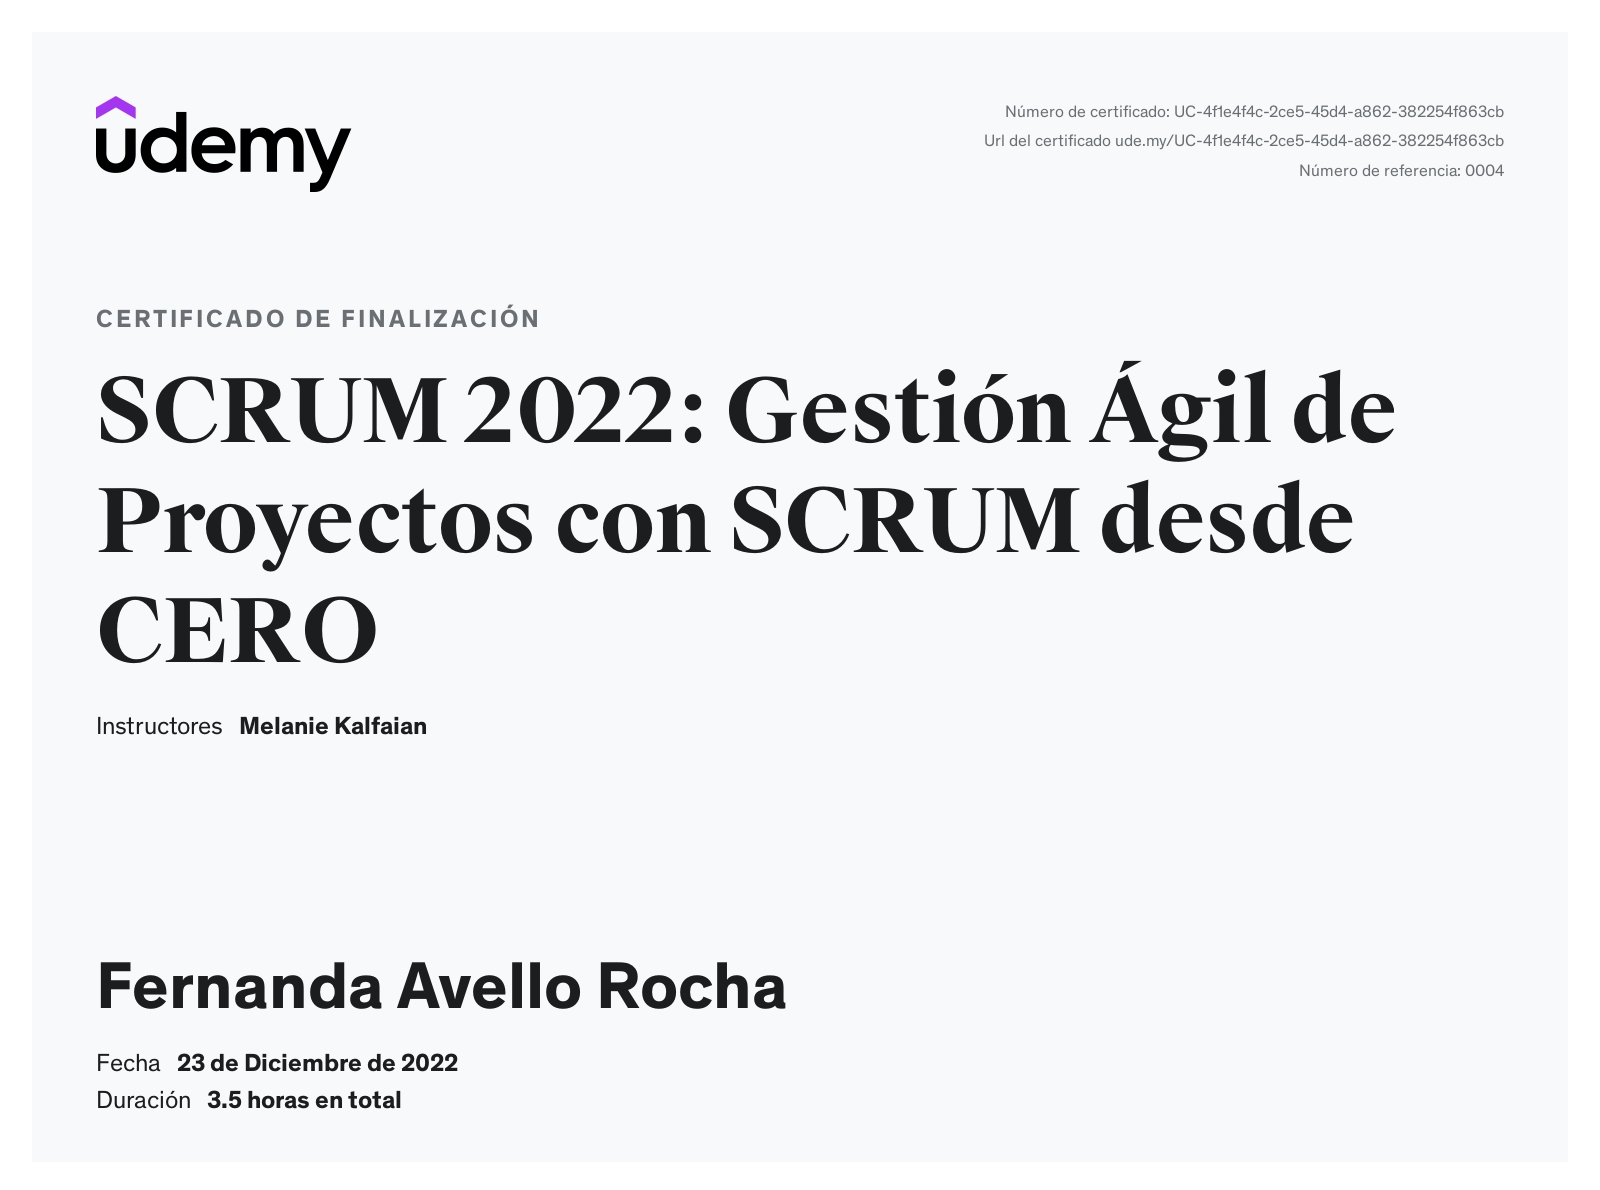 udemy
Número de certificado: UC-4f1e4f4c-2ce5-45d4-a862-382254f863cb
Url del certificado ude.my/UC-4f1e4f4c-2ce5-45d4-a862-382254f863cb
Número de referencia: 0004
CERTIFICADO DE FINALIZACIÓN
SCRUM 2022: Gestión Ágil de
Proyectos con SCRUM desde
CERO
Instructores Melanie Kalfaian
Fernanda Avello Rocha
Fecha 23 de Diciembre de 2022
Duración 3.5 horas en total